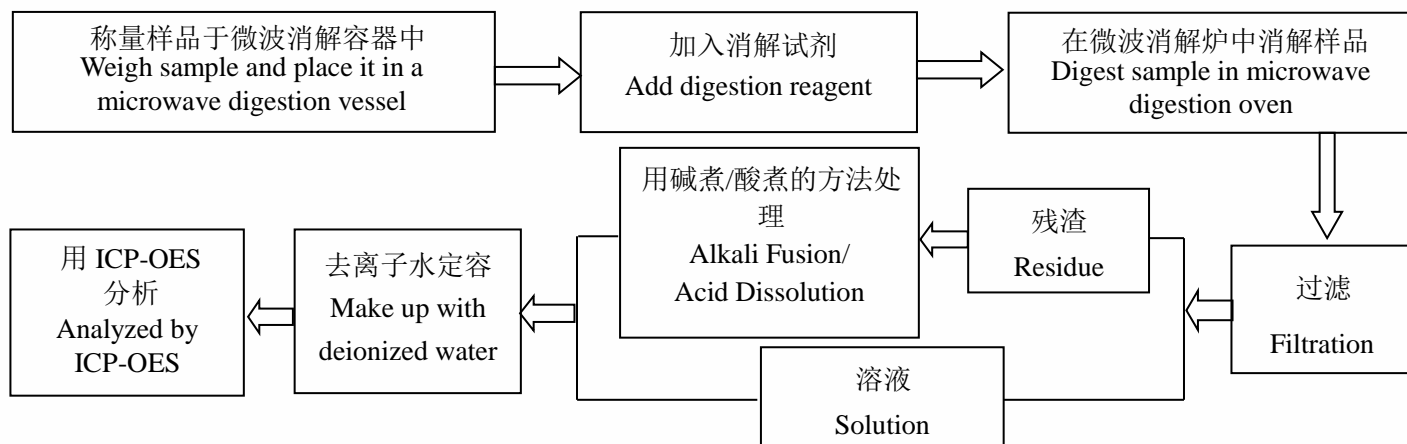 称量样品于微波消解容器中
Weigh sample and place it in a
microwave digestion vessel
加入消解试剂
Add digestion reagent
在微波消解炉中消解样品
Digest sample in microwave
digestion oven
过滤
Filtration
残渣
Residue
用碱煮/酸煮的方法处
理
Alkali Fusion/
Acid Dissolution
溶液
Solution
去离子水定容
Make up with
deionized water
用 ICP-OES
分析
Analyzed by
ICP-OES